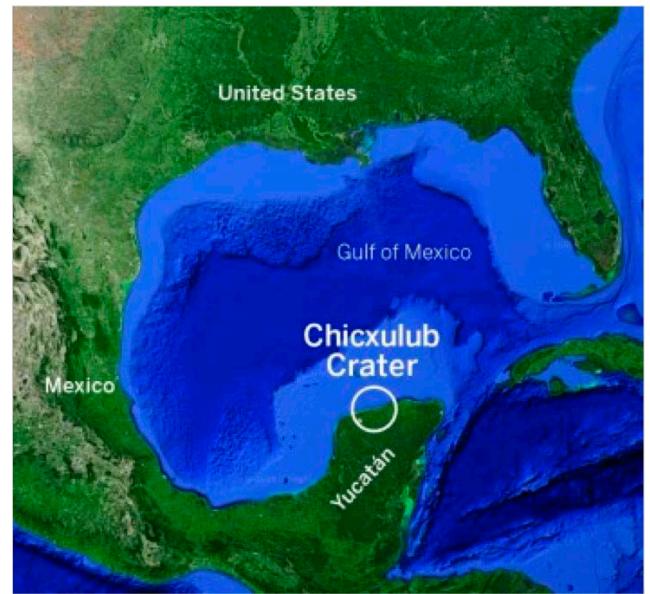 United States
Gulf of Mexico
Chicxulub
Crater
Mexico
Yucatán